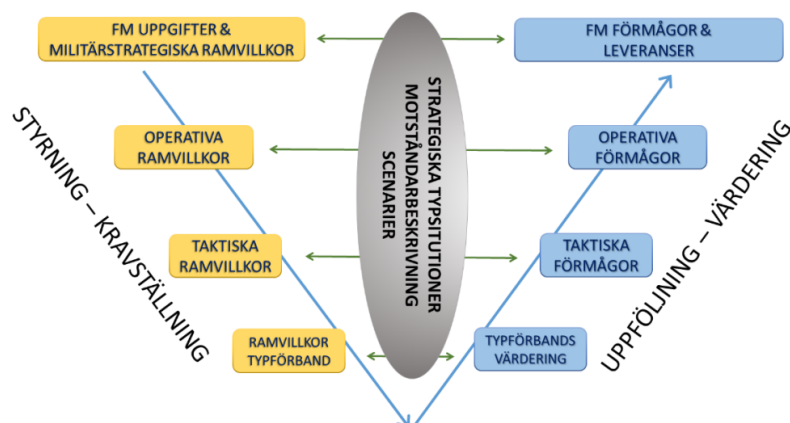 FM UPPGIFTER &
MILITÄRSTRATEGISKA RAMVILLKOR
FM FÖRMÅGOR &
LEVERANSER
OPERATIVA
RAMVILLKOR
OPERATIVA
FÖRMÅGOR
TAKTISKA
RAMVILLKOR
TAKTISKA
FÖRMÅGOR
RAMVILLKOR
TYPFÖRBAND
TYPFÖRBANDS
VÄRDERING
STRATEGISKA TYPSITUTIONER
MOTSTÅNDARBESKRIVNING
SCENARIER
STYRNING – KRAVSTÄLLNING
UPPFÖLJNING – VÄRDERING